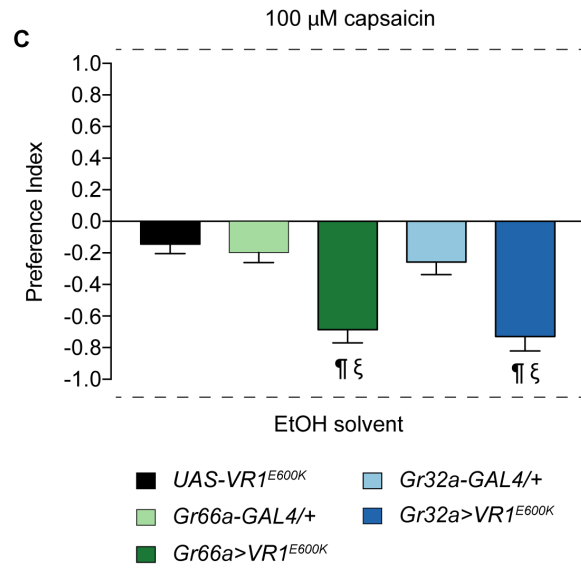 C
100 µM capsaicin
Preference Index
1.0
0.8
0.6
0.4
0.2
0.0
-0.2
-0.4
-0.6
-0.8
-1.0
¶ ξ
¶ ξ
EtOH solvent
UAS-VR1E600K
Gr32a-GAL4/+
Gr66a-GAL4/+
Gr32a>VR1E600K
Gr66a>VR1E600K